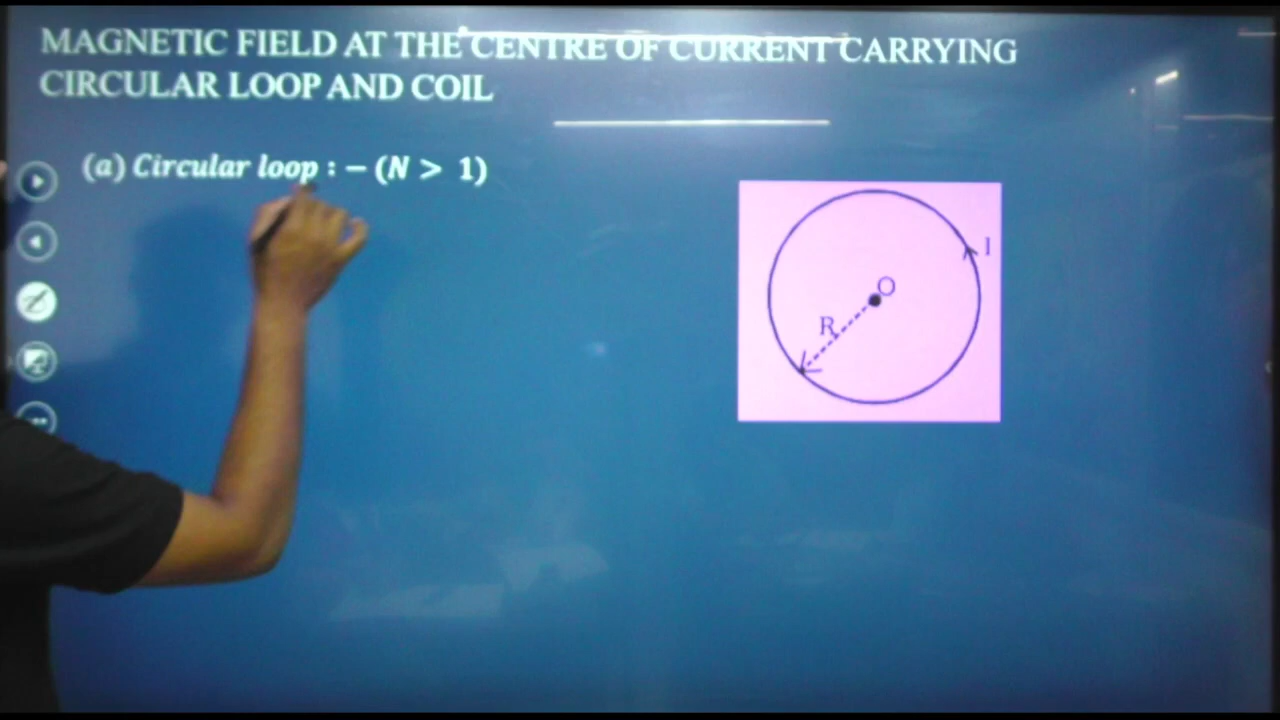 MAGNETIC FIELD AT THE CENTRE OF CURRENT CARRYING
CIRCULAR LOOP AND COIL
(a) Circular loop : − (N > 1)
I
O
R